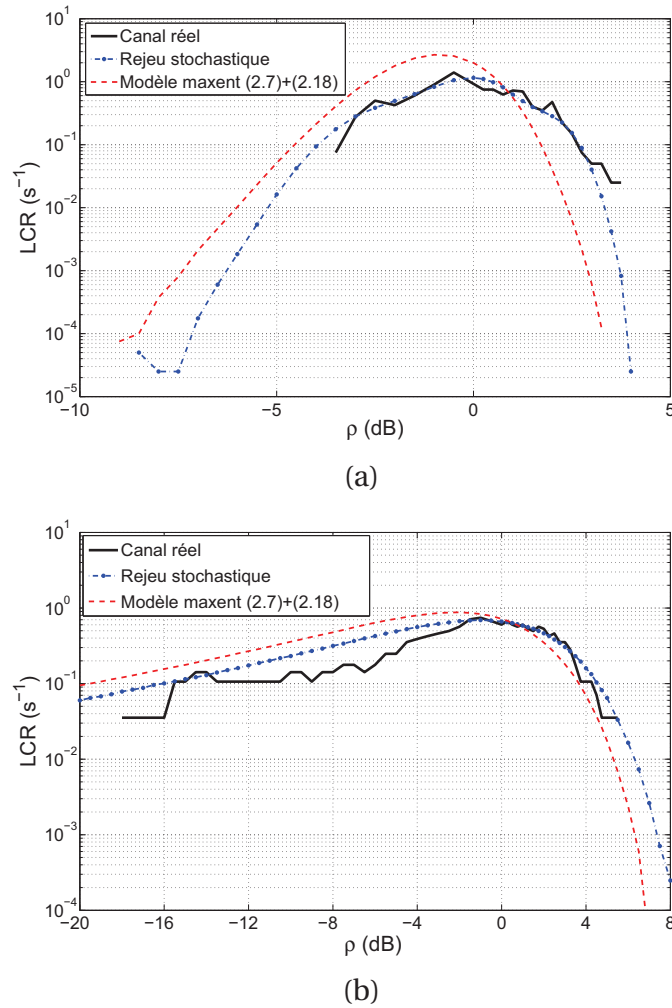 10^1
10^0
10^-1
10^-2
10^-3
10^-4
10^-5
LCR (s^-1)
Canal réel
Rejeu stochastique
Modèle maxent (2.7)+(2.18)
-10 -5 0 5
ρ (dB)
(a)
10^1
10^0
10^-1
10^-2
10^-3
10^-4
LCR (s^-1)
Canal réel
Rejeu stochastique
Modèle maxent (2.7)+(2.18)
-20 -16 -12 -8 -4 0 4 8
ρ (dB)
(b)